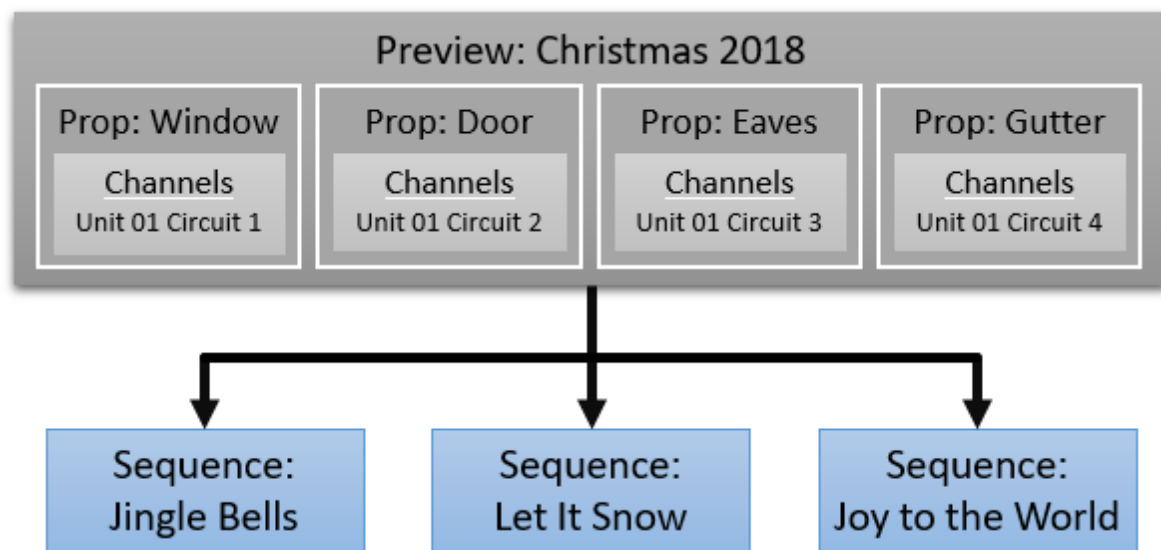 Preview: Christmas 2018
Prop: Window
Channels
Unit 01 Circuit 1
Prop: Door
Channels
Unit 01 Circuit 2
Prop: Eaves
Channels
Unit 01 Circuit 3
Prop: Gutter
Channels
Unit 01 Circuit 4
Sequence:
Jingle Bells
Sequence:
Let It Snow
Sequence:
Joy to the World